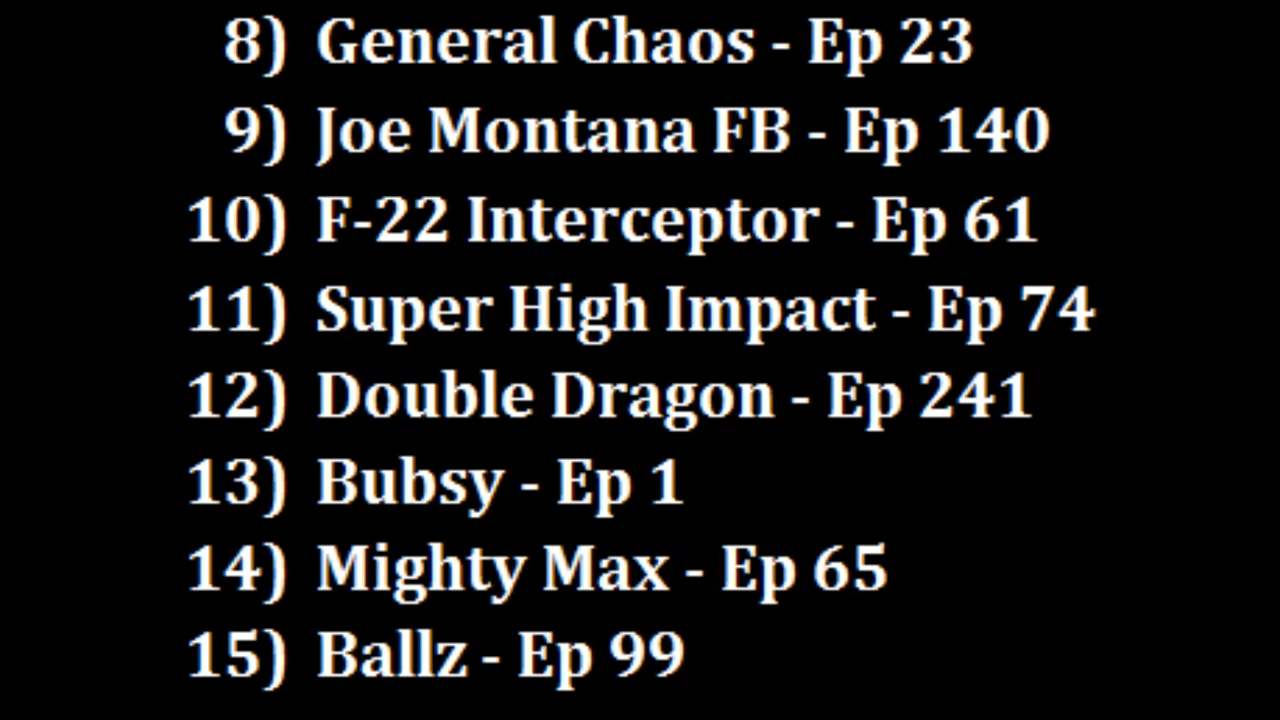 8) General Chaos - Ep 23
9) Joe Montana FB - Ep 140
10) F-22 Interceptor - Ep 61
11) Super High Impact - Ep 74
12) Double Dragon - Ep 241
13) Bubsy - Ep 1
14) Mighty Max - Ep 65
15) Ballz - Ep 99